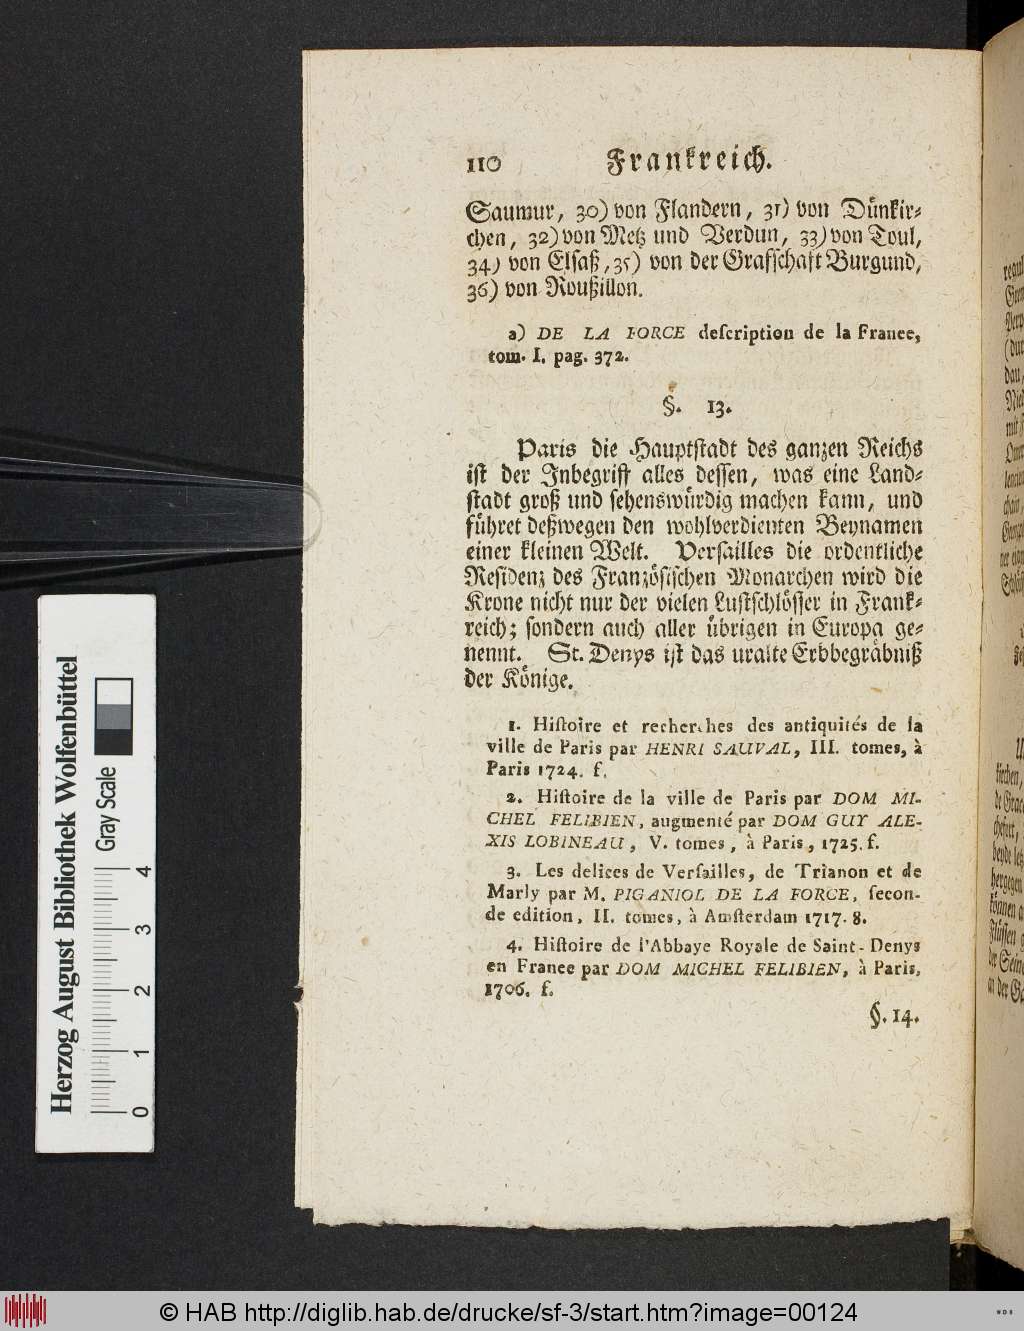 110 Frankreich.
Saumur, 30) von Flandern, 31) von Dünkir⸗
chen, 32) von Metz und Verdun, 33) von Toul,
34) von Elsaß, 35) von der Grafschaft Burgund,
36) von Roußillon.
a) DE LA FORCE deſcription de la France,
tom. I. pag. 372.
§. 13.
Paris die Hauptſtadt des ganzen Reichs
iſt der Inbegriff alles deſſen, was eine Land⸗
ſtadt groß und ſehenswürdig machen kann, und
führet deßwegen den wohlverdienten Beynamen
einer kleinen Welt. Verſailles die ordentliche
Reſidenz des Französiſchen Monarchen wird die
Krone nicht nur der vielen Luſtſchlöſſer in Frank⸗
reich; ſondern auch aller übrigen in Europa ge⸗
nennt. St. Denys iſt das uralte Erbbegräbniß
der Könige.
1. Hiſtoire et recherches des antiquités de la
ville de Paris par HENRI SAUVAL, III. tomes, à
Paris 1724. f.
2. Hiſtoire de la ville de Paris par DOM MI-
CHEL FELIBIEN, augmenté par DOM GUY ALE-
XIS LOBINEAU, V. tomes, à Paris, 1725. f.
3. Les delices de Verſailles, de Trianon et de
Marly par M. PIGANIOL DE LA FORCE, ſecon-
de edition, II. tomes, à Amſterdam 1717. 8.
4. Hiſtoire de l'Abbaye Royale de Saint-Denys
en France par DOM MICHEL FELIBIEN, à Paris,
1706. f.
§. 14.
Herzog August Bibliothek Wolfenbüttel
Gray Scale
0 1 2 3 4
© HAB http://diglib.hab.de/drucke/sf-3/start.htm?image=00124